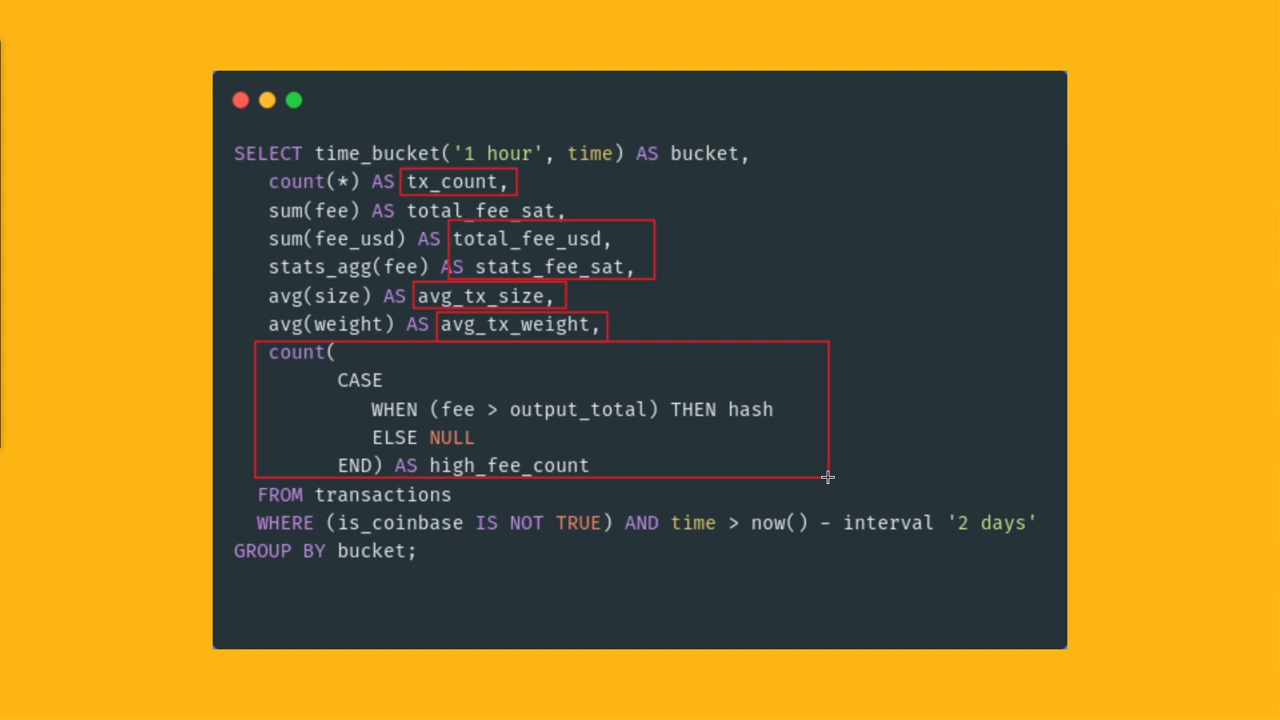 SELECT time_bucket('1 hour', time) AS bucket,
count(*) AS tx_count,
sum(fee) AS total_fee_sat,
sum(fee_usd) AS total_fee_usd,
stats_agg(fee) AS stats_fee_sat,
avg(size) AS avg_tx_size,
avg(weight) AS avg_tx_weight,
count(
CASE
WHEN (fee > output_total) THEN hash
ELSE NULL
END) AS high_fee_count
FROM transactions
WHERE (is_coinbase IS NOT TRUE) AND time > now() - interval '2 days'
GROUP BY bucket;